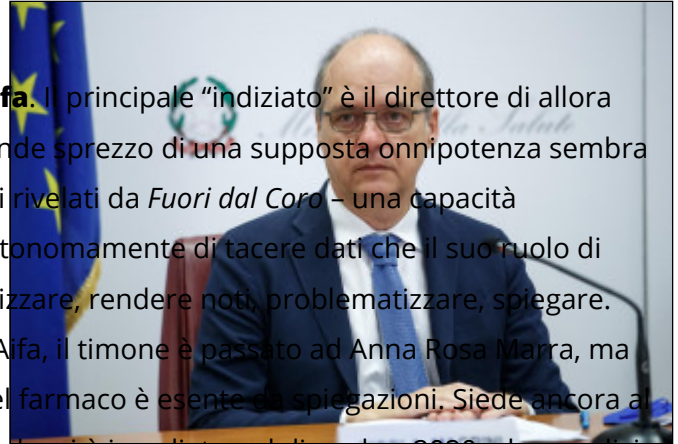 fa. Il principale “indiziato” è il direttore di allora
nde sprezzo di una supposta onnipotenza sembra
i rivelati da Fuori dal Coro – una capacità
tonomamente di tacere dati che il suo ruolo di
izzare, rendere noti, problematizzare, spiegare.
Aifa, il timone è passato ad Anna Rosa Marra, ma
el farmaco è esente da spiegazioni. Siede ancora al